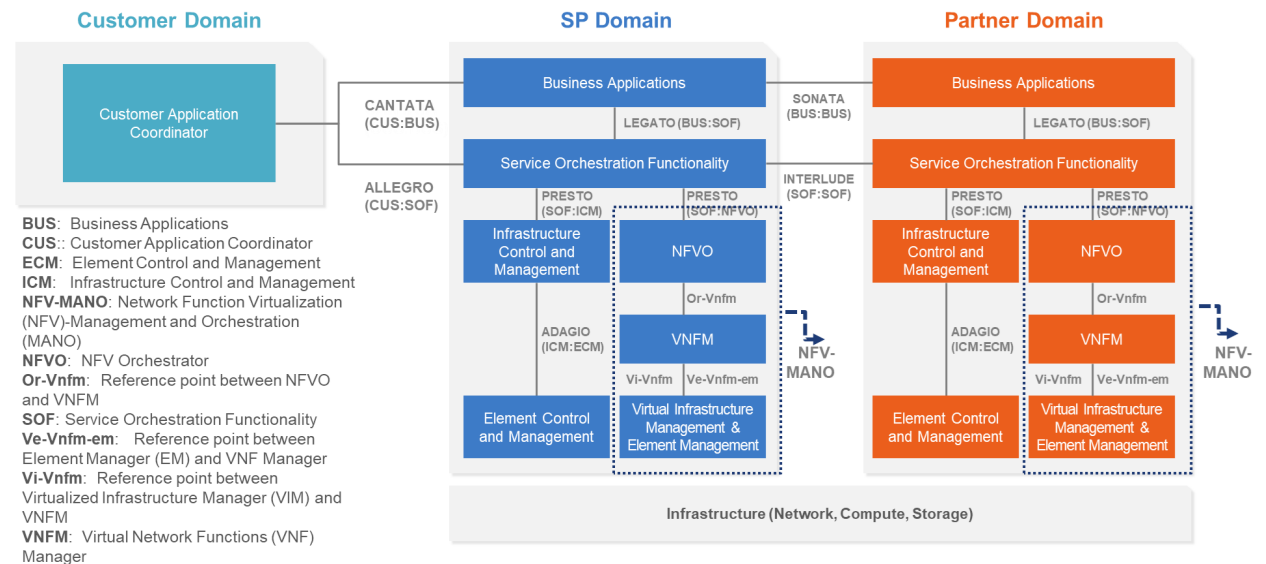 Customer Domain
SP Domain
Partner Domain
Customer Application
Coordinator
CANTATA
(CUS:BUS)
ALLEGRO
(CUS:SOF)
BUS: Business Applications
CUS:: Customer Application Coordinator
ECM: Element Control and Management
ICM: Infrastructure Control and Management
NFV-MANO: Network Function Virtualization
(NFV)-Management and Orchestration
(MANO)
NFVO: NFV Orchestrator
Or-Vnfm: Reference point between NFVO
and VNFM
SOF: Service Orchestration Functionality
Ve-Vnfm-em: Reference point between
Element Manager (EM) and VNF Manager
Vi-Vnfm: Reference point between
Virtualized Infrastructure Manager (VIM) and
VNFM
VNFM: Virtual Network Functions (VNF)
Manager
Business Applications
LEGATO (BUS:SOF)
Service Orchestration Functionality
PRESTO
(SOF:ICM)
PRESTO
(SOF:NFVO)
Infrastructure
Control and
Management
NFVO
Or-Vnfm
ADAGIO
(ICM:ECM)
VNFM
Vi-Vnfm
Ve-Vnfm-em
Element Control
and Management
Virtual Infrastructure
Management &
Element Management
NFV-
MANO
SONATA
(BUS:BUS)
INTERLUDE
(SOF:SOF)
Business Applications
LEGATO (BUS:SOF)
Service Orchestration Functionality
PRESTO
(SOF:ICM)
PRESTO
(SOF:NFVO)
Infrastructure
Control and
Management
NFVO
Or-Vnfm
ADAGIO
(ICM:ECM)
VNFM
Vi-Vnfm
Ve-Vnfm-em
Element Control
and Management
Virtual Infrastructure
Management &
Element Management
NFV-
MANO
Infrastructure (Network, Compute, Storage)